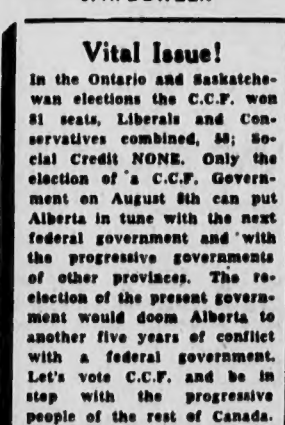 Vital Issue!
In the Ontario and Saskatche-
wan elections the C.C.F. won
81 seats, Liberals and Con-
servatives combined, 58; So-
cial Credit NONE. Only the
election of a C.C.F. Govern-
ment on August 8th can put
Alberta in tune with the next
federal government and with
the progressive governments
of other provinces. The re-
election of the present govern-
ment would doom Alberta to
another five years of conflict
with a federal government.
Let's vote C.C.F. and be in
step with the progressive
people of the rest of Canada.